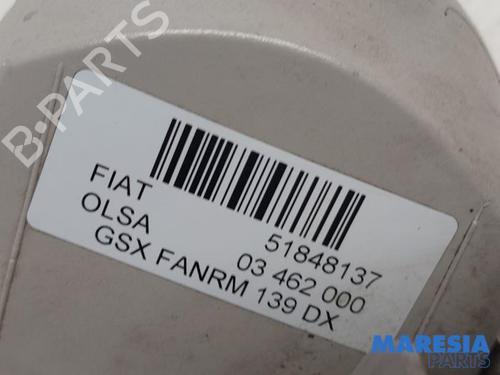 B-PARTS
FIAT 51848137
OLSA 03 462 000
GSX FANRM 139 DX
MARESIA
PARTS